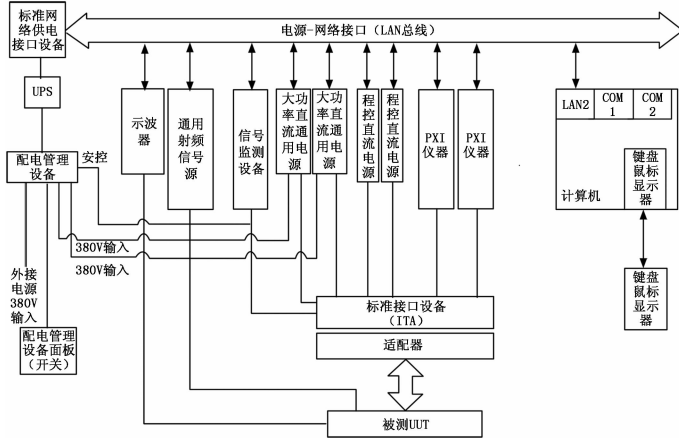 标准网
络供电
接口设备
电源-网络接口（LAN总线）
UPS
配电管理
设备
安控
外接
电源
380V
输入
配电管理
设备面板
（开关）
380V输入
380V输入
示波器
通用射频信号源
信号
监测
设备
大功率直流通用电源
大功率直流通用电源
程控直流电源
程控直流电源
PXI
仪器
PXI
仪器
标准接口设备
（ITA）
适配器
被测UUT
LAN2
COM
1
COM
2
计算机
键盘
鼠标
显示
器
键盘
鼠标
显示
器